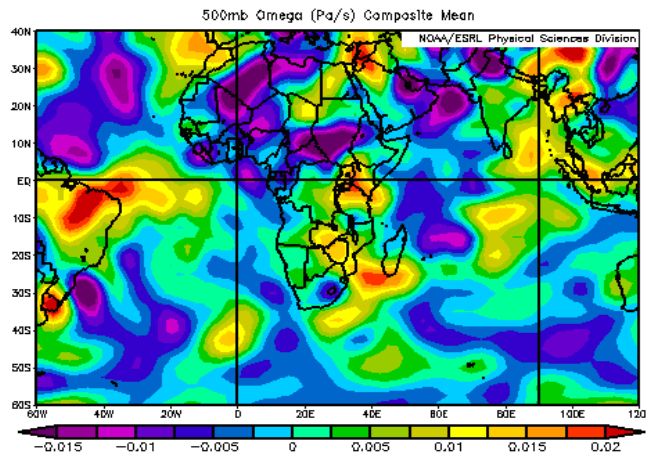 500mb Omega (Pa/s) Composite Mean
NOAA/ESRL Physical Sciences Division
40N
30N
20N
10N
EQ
10S
20S
30S
40S
50S
60S
60W 40W 20W 0 20E 40E 60E 80E 100E 120
-0.015 -0.01 -0.005 0 0.005 0.01 0.015 0.02